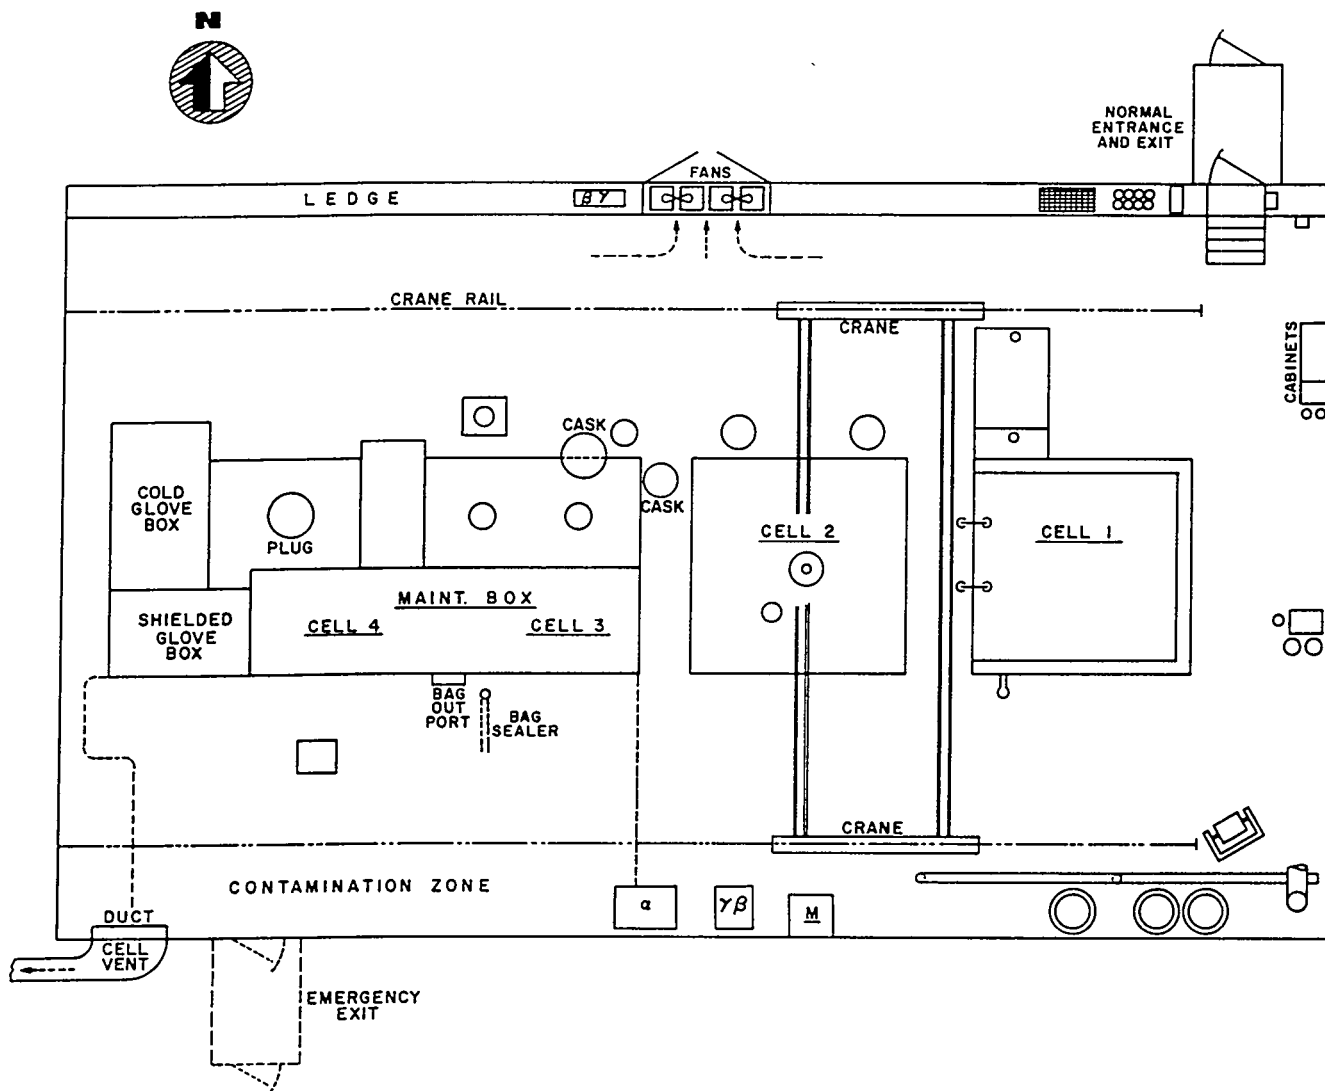 N
NORMAL
ENTRANCE
AND EXIT
FANS
LEDGE
βγ
CRANE RAIL
CRANE
CABINETS
CASK
COLD
GLOVE
BOX
CASK
PLUG
CELL 2
CELL 1
MAINT. BOX
SHIELDED
GLOVE
BOX
CELL 4
CELL 3
BAG
OUT
PORT
BAG
SEALER
CRANE
CONTAMINATION ZONE
α
γβ
M
DUCT
CELL
VENT
EMERGENCY
EXIT